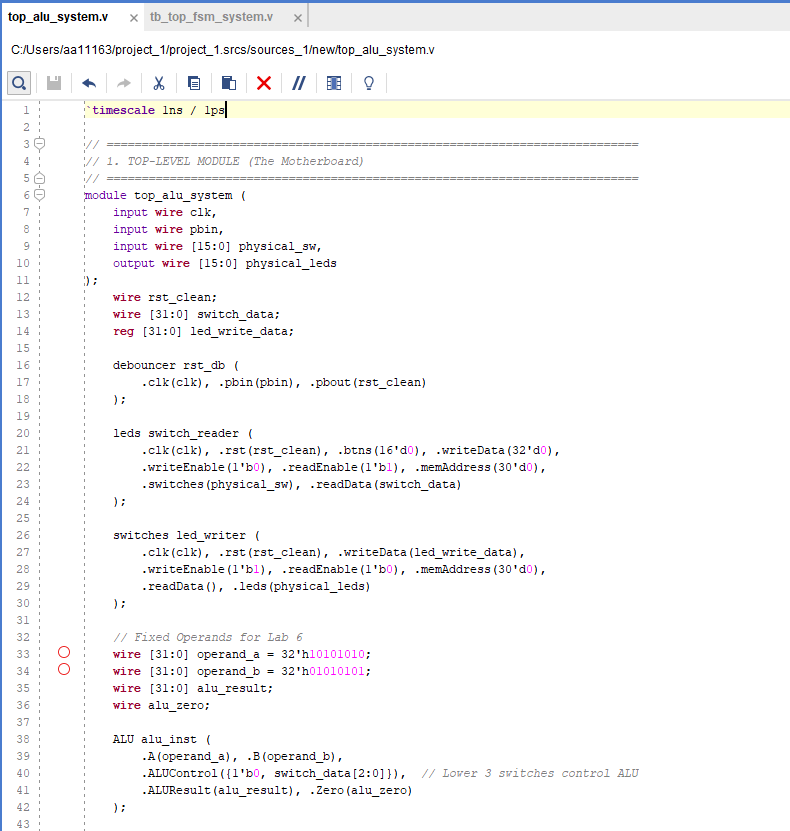 top_alu_system.v × tb_top_fsm_system.v ×
C:/Users/aa11163/project_1/project_1.srcs/sources_1/new/top_alu_system.v
1 `timescale 1ns / 1ps
2
3 // ============================================================================
4 // 1. TOP-LEVEL MODULE (The Motherboard)
5 // ============================================================================
6 module top_alu_system (
7 input wire clk,
8 input wire pbin,
9 input wire [15:0] physical_sw,
10 output wire [15:0] physical_leds
11 );
12 wire rst_clean;
13 wire [31:0] switch_data;
14 reg [31:0] led_write_data;
15
16 debouncer rst_db (
17 .clk(clk), .pbin(pbin), .pbout(rst_clean)
18 );
19
20 leds switch_reader (
21 .clk(clk), .rst(rst_clean), .btns(16'd0), .writeData(32'd0),
22 .writeEnable(1'b0), .readEnable(1'b1), .memAddress(30'd0),
23 .switches(physical_sw), .readData(switch_data)
24 );
25
26 switches led_writer (
27 .clk(clk), .rst(rst_clean), .writeData(led_write_data),
28 .writeEnable(1'b1), .readEnable(1'b0), .memAddress(30'd0),
29 .readData(), .leds(physical_leds)
30 );
31
32 // Fixed Operands for Lab 6
33 wire [31:0] operand_a = 32'h10101010;
34 wire [31:0] operand_b = 32'h01010101;
35 wire [31:0] alu_result;
36 wire alu_zero;
37
38 ALU alu_inst (
39 .A(operand_a), .B(operand_b),
40 .ALUControl({1'b0, switch_data[2:0]}), // Lower 3 switches control ALU
41 .ALUResult(alu_result), .Zero(alu_zero)
42 );
43